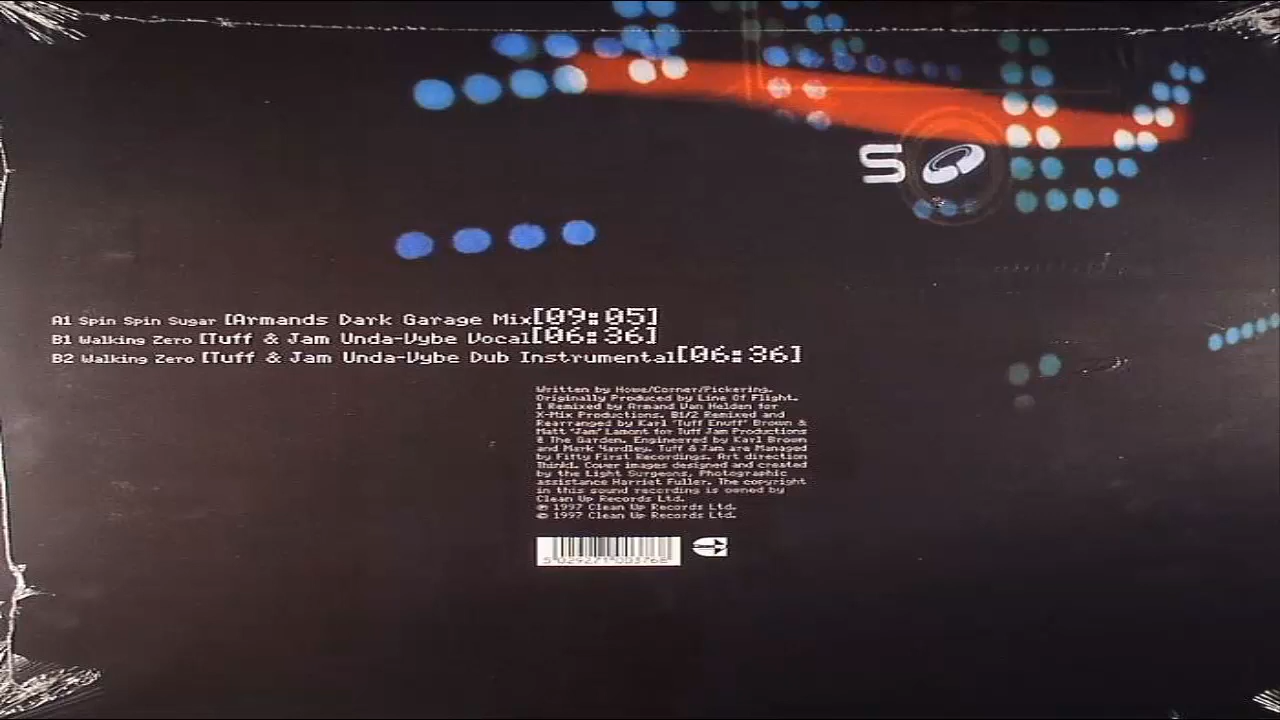 S
A1 Spin Spin Sugar [Armands Dark Garage Mix[09:05]
B1 Walking Zero [Tuff & Jam Unda-Vybe Vocal[06:36]
B2 Walking Zero [Tuff & Jam Unda-Vybe Dub Instrumental[06:36]
Written by Howe/Corner/Pickering.
Originally Produced by Line Of Flight.
1 Remixed by Armand Van Helden for
X-Mix Productions. B1/2 Remixed and
Rearranged by Karl 'Tuff Enuff' Brown &
Matt 'Jam' Lamont for Tuff Jam Productions
@ The Garden. Engineered by Karl Brown
and Mark Yardley. Tuff & Jam are Managed
by Fifty First Recordings. Art direction
Think1. Cover images designed and created
by the Light Surgeons, Photographic
assistance Harriet Fuller. The copyright
in this sound recording is owned by
Clean Up Records Ltd.
℗ 1997 Clean Up Records Ltd.
© 1997 Clean Up Records Ltd.
5 029271 003768